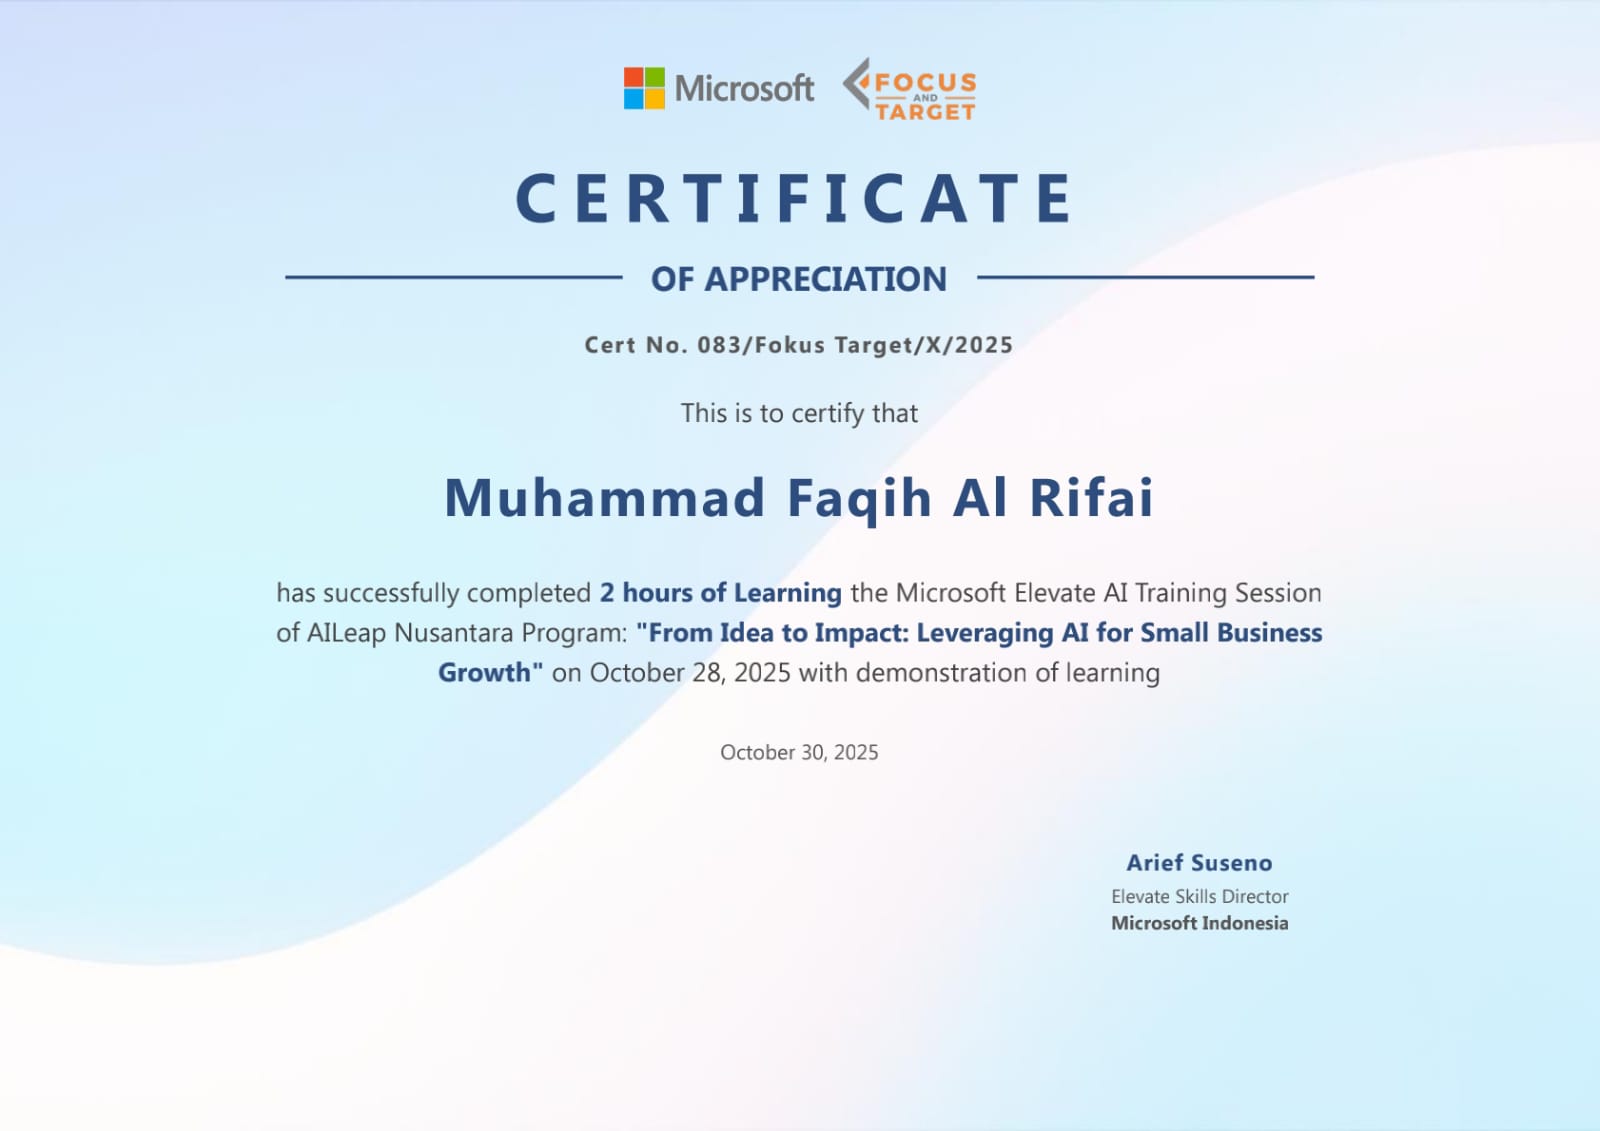 Microsoft
FOCUS
AND
TARGET
CERTIFICATE
OF APPRECIATION
Cert No. 083/Fokus Target/X/2025
This is to certify that
Muhammad Faqih Al Rifai
has successfully completed 2 hours of Learning the Microsoft Elevate AI Training Session
of AILeap Nusantara Program: "From Idea to Impact: Leveraging AI for Small Business
Growth" on October 28, 2025 with demonstration of learning
October 30, 2025
Arief Suseno
Elevate Skills Director
Microsoft Indonesia